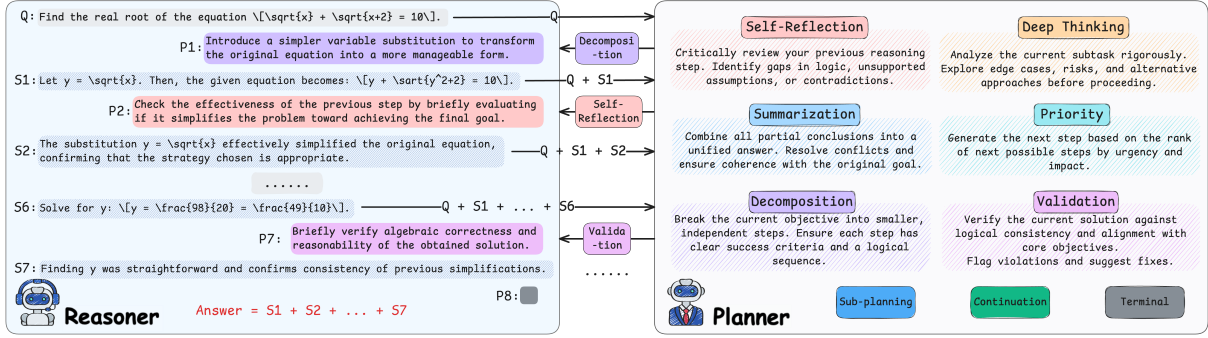 Q: Find the real root of the equation \[\sqrt{x} + \sqrt{x+2} = 10\].
Q
P1: Introduce a simpler variable substitution to transform
the original equation into a more manageable form.
Decomposi
-tion
S1: Let y = \sqrt{x}. Then, the given equation becomes: \[y + \sart{y^2+2} = 10\].
Q + S1
P2: Check the effectiveness of the previous step by briefly evaluating
if it simplifies the problem toward achieving the final goal.
Self-
Reflection
S2: The substitution y = \sqrt{x} effectively simplified the original equation,
confirming that the strategy chosen is appropriate.
Q + S1 + S2
......
S6: Solve for y: \[y = \frac{98}{20} = \frac{49}{10}\].
Q + S1 + ... + S6
P7: Briefly verify algebraic correctness and
reasonability of the obtained solution.
Valida
-tion
S7: Finding y was straightforward and confirms consistency of previous simplifications.
......
P8:
Answer = S1 + S2 + ... + S7
Reasoner
Self-Reflection
Critically review your previous reasoning
step. Identify gaps in logic, unsupported
assumptions, or contradictions.
Deep Thinking
Analyze the current subtask rigorously.
Explore edge cases, risks, and alternative
approaches before proceeding.
Summarization
Combine all partial conclusions into a
unified answer. Resolve conflicts and
ensure coherence with the original goal.
Priority
Generate the next step based on the rank
of next possible steps by urgency and
impact.
Decomposition
Break the current objective into smaller,
independent steps. Ensure each step has
clear success criteria and a logical
sequence.
Validation
Verify the current solution against
logical consistency and alignment with
core objectives.
Flag violations and suggest fixes.
Planner
Sub-planning
Continuation
Terminal